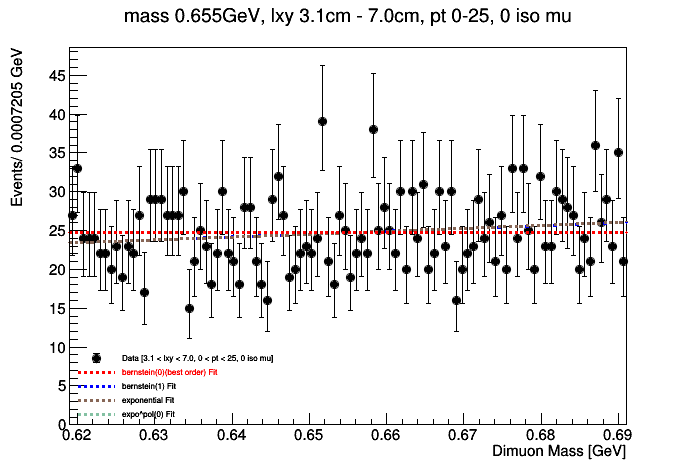 mass 0.655GeV, lxy 3.1cm - 7.0cm, pt 0-25, 0 iso mu
Events/ 0.0007205 GeV
45
40
35
30
25
20
15
10
5
0
Data [3.1 < lxy < 7.0, 0 < pt < 25, 0 iso mu]
bernstein(0)(best order) Fit
bernstein(1) Fit
exponential Fit
expo*pol(0) Fit
0.62 0.63 0.64 0.65 0.66 0.67 0.68 0.69
Dimuon Mass [GeV]